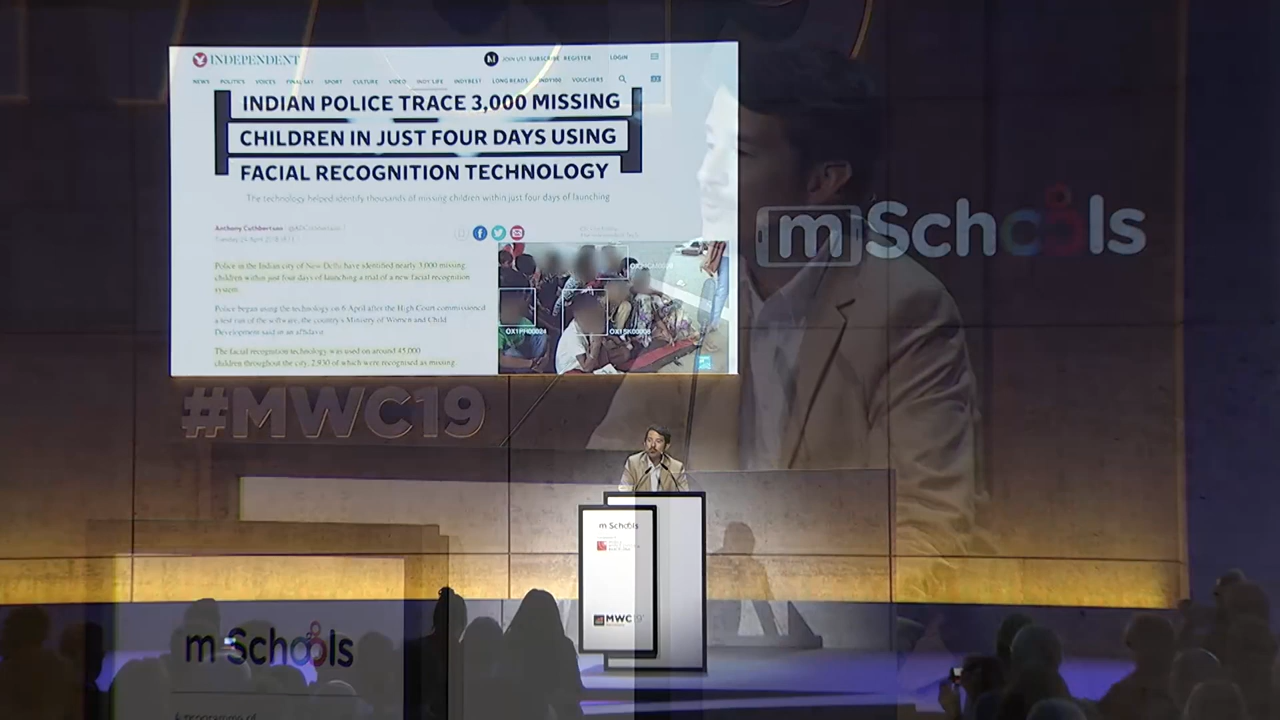 INDEPENDENT
JOIN US! SUBSCRIBE REGISTER LOGIN
NEWS POLITICS VOICES FINAL SAY SPORT CULTURE VIDEO INDY/LIFE INDYBEST LONG READS INDY100 VOUCHERS
INDIAN POLICE TRACE 3,000 MISSING
CHILDREN IN JUST FOUR DAYS USING
FACIAL RECOGNITION TECHNOLOGY
The technology helped identify thousands of missing children within just four days of launching
Anthony Cuthbertson
Tuesday 24 April 2018
Police in the Indian city of New Delhi have identified nearly 3,000 missing
children within just four days of launching a trial of a new facial recognition
system.
Police began using the technology on 6 April after the High Court commissioned
a test run of the software, the country's Ministry of Women and Child
Development said in an affidavit.
The facial recognition technology was used on around 45,000
children throughout the city, 2,930 of which were recognised as missing.
OX1PH00024
mSchools
#MWC19
m Schools
MWC19
m Schools
A programme of